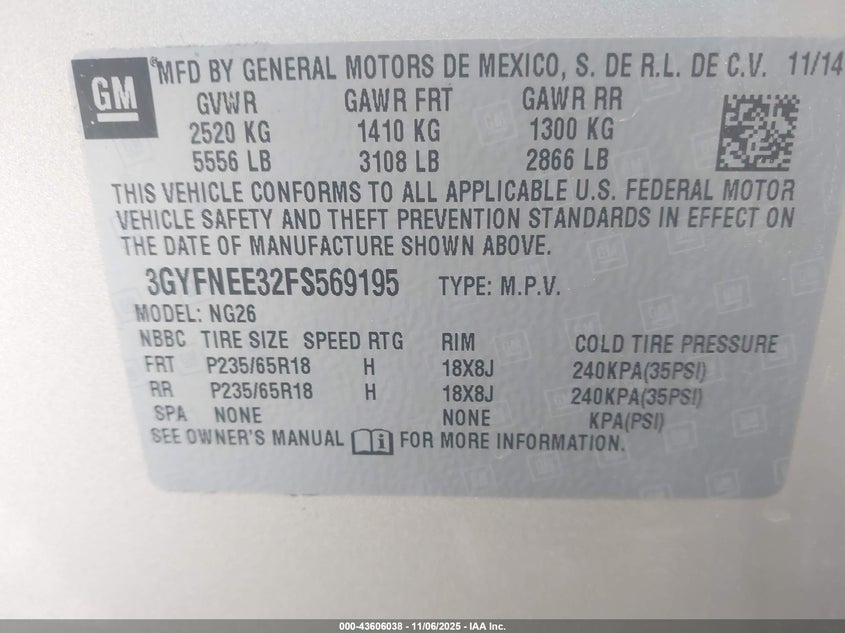 GM
®MFD BY GENERAL MOTORS DE MEXICO, S. DE R.L. DE C.V. 11/14
GVWR GAWR FRT GAWR RR
2520 KG 1410 KG 1300 KG
5556 LB 3108 LB 2866 LB
THIS VEHICLE CONFORMS TO ALL APPLICABLE U.S. FEDERAL MOTOR
VEHICLE SAFETY AND THEFT PREVENTION STANDARDS IN EFFECT ON
THE DATE OF MANUFACTURE SHOWN ABOVE.
3GYFNEE32FS569195 TYPE: M.P.V.
MODEL: NG26
NBBC TIRE SIZE SPEED RTG RIM COLD TIRE PRESSURE
FRT P235/65R18 H 18X8J 240KPA(35PSI)
RR P235/65R18 H 18X8J 240KPA(35PSI)
SPA NONE NONE KPA(PSI)
SEE OWNER'S MANUAL i FOR MORE INFORMATION.
000-43606038 - 11/06/2025 - IAA Inc.